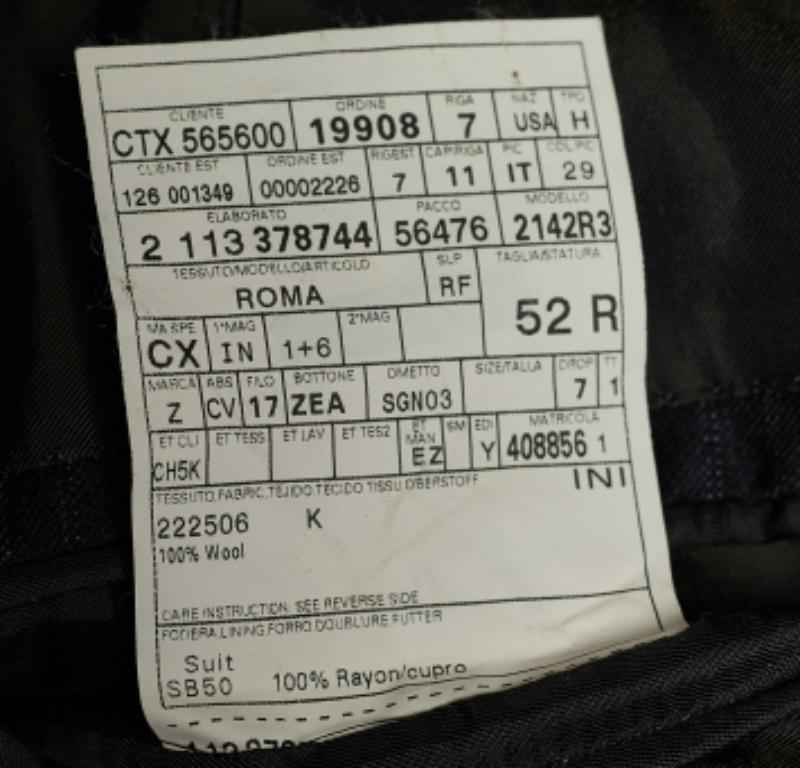 CLIENTE ORDINE RIGA NAZ TPO
CTX 565600 19908 7 USA H
CLIENTE EST ORDINE EST RIGEST CAPIRIGA PIC COL PIC
126 001349 00002226 7 11 IT 29
ELABORATO PACCO MODELLO
2 113 378744 56476 2142R3
TESSUTO/MODELLO/ARTICOLO SLP TAGLIA/STATURA
ROMA RF 52 R
MA SPE 1°MAG 2°MAG
CX IN 1+6
MARCA ABS FILO BOTTONE OMETTO SIZE/TALLA DROP TT
Z CV 17 ZEA SGN03 7 1
ET CLI ET TESS ET LAV ET TES2 ET MAN SM EDI MATRICOLA
CH5K EZ Y 408856 1
TESSUTO,FABRIC,TEJIDO,TECIDO TISSU OBERSTOFF INI
222506 K
100% Wool
CARE INSTRUCTION: SEE REVERSE SIDE
FODERA,LINING,FORRO,DOUBLURE FUTTER
Suit
SB50 100% Rayon/cupro